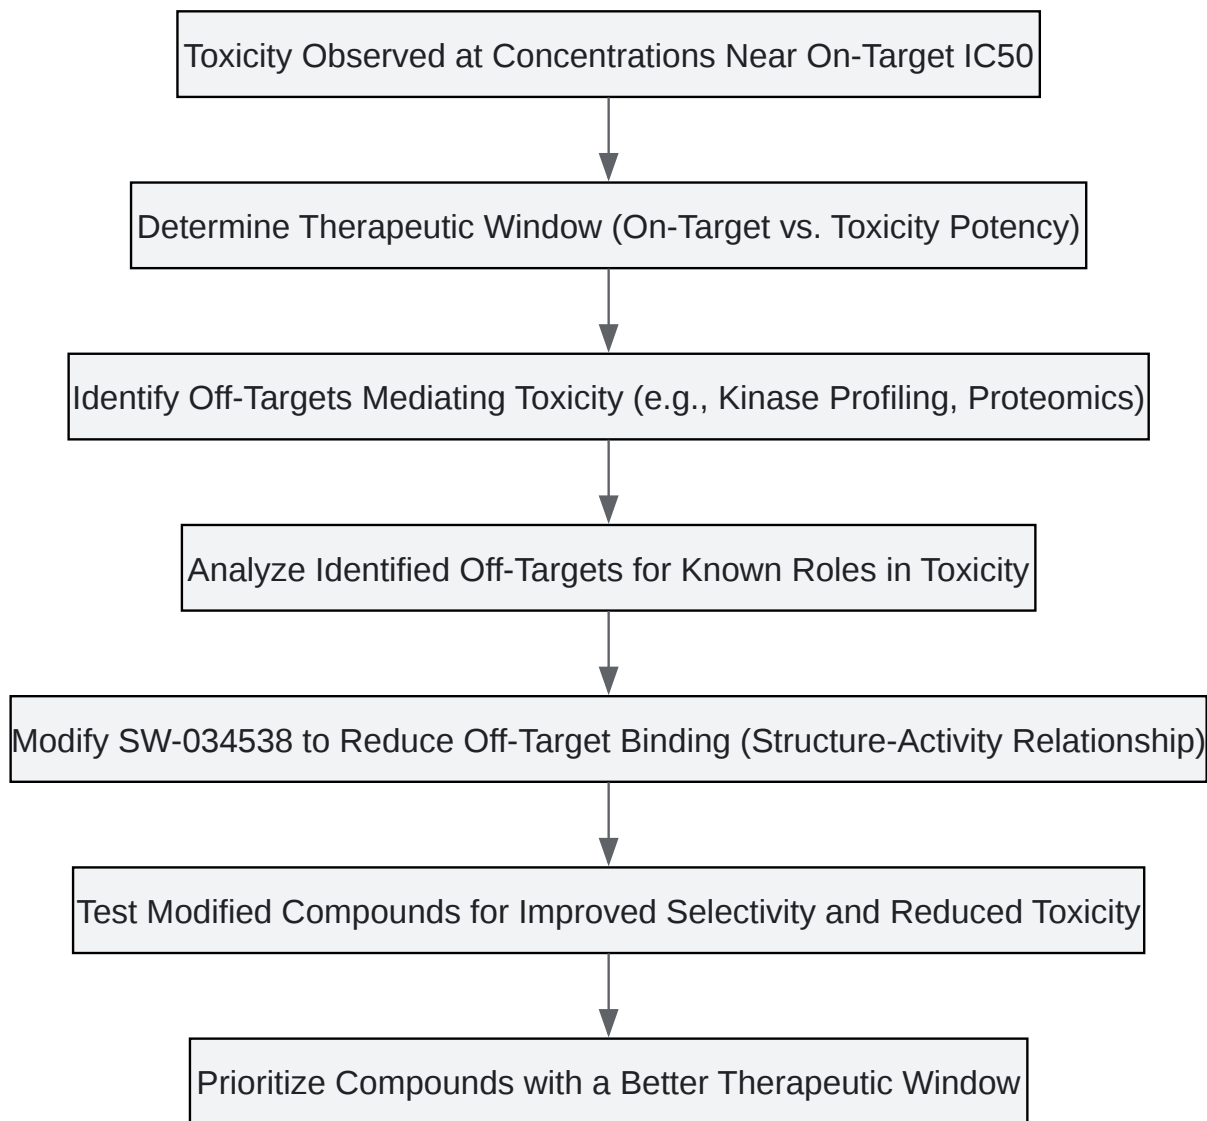 Toxicity Observed at Concentrations Near On-Target IC50
Determine Therapeutic Window (On-Target vs. Toxicity Potency)
Identify Off-Targets Mediating Toxicity (e.g., Kinase Profiling, Proteomics)
Analyze Identified Off-Targets for Known Roles in Toxicity
Modify SW-034538 to Reduce Off-Target Binding (Structure-Activity Relationship)
Test Modified Compounds for Improved Selectivity and Reduced Toxicity
Prioritize Compounds with a Better Therapeutic Window